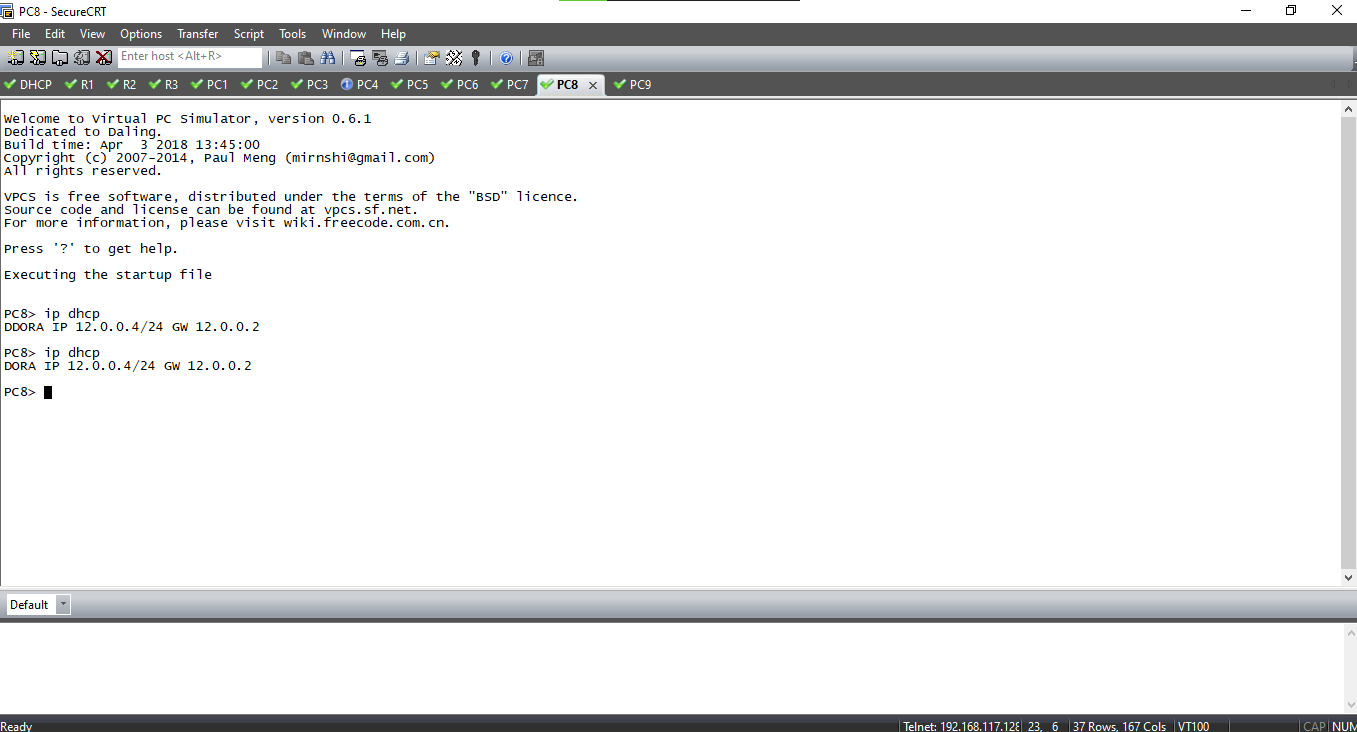 PC8 - SecureCRT
File Edit View Options Transfer Script Tools Window Help
Enter host <Alt+R>
DHCP R1 R2 R3 PC1 PC2 PC3 PC4 PC5 PC6 PC7 PC8 PC9
Welcome to Virtual PC Simulator, version 0.6.1
Dedicated to Daling.
Build time: Apr  3 2018 13:45:00
Copyright (c) 2007-2014, Paul Meng (mirnshi@gmail.com)
All rights reserved.
VPCS is free software, distributed under the terms of the "BSD" licence.
Source code and license can be found at vpcs.sf.net.
For more information, please visit wiki.freecode.com.cn.
Press '?' to get help.
Executing the startup file
PC8> ip dhcp
DDORA IP 12.0.0.4/24 GW 12.0.0.2
PC8> ip dhcp
DORA IP 12.0.0.4/24 GW 12.0.0.2
PC8>
Default
Ready Telnet: 192.168.117.128 23, 6 37 Rows, 167 Cols VT100 CAP NUM